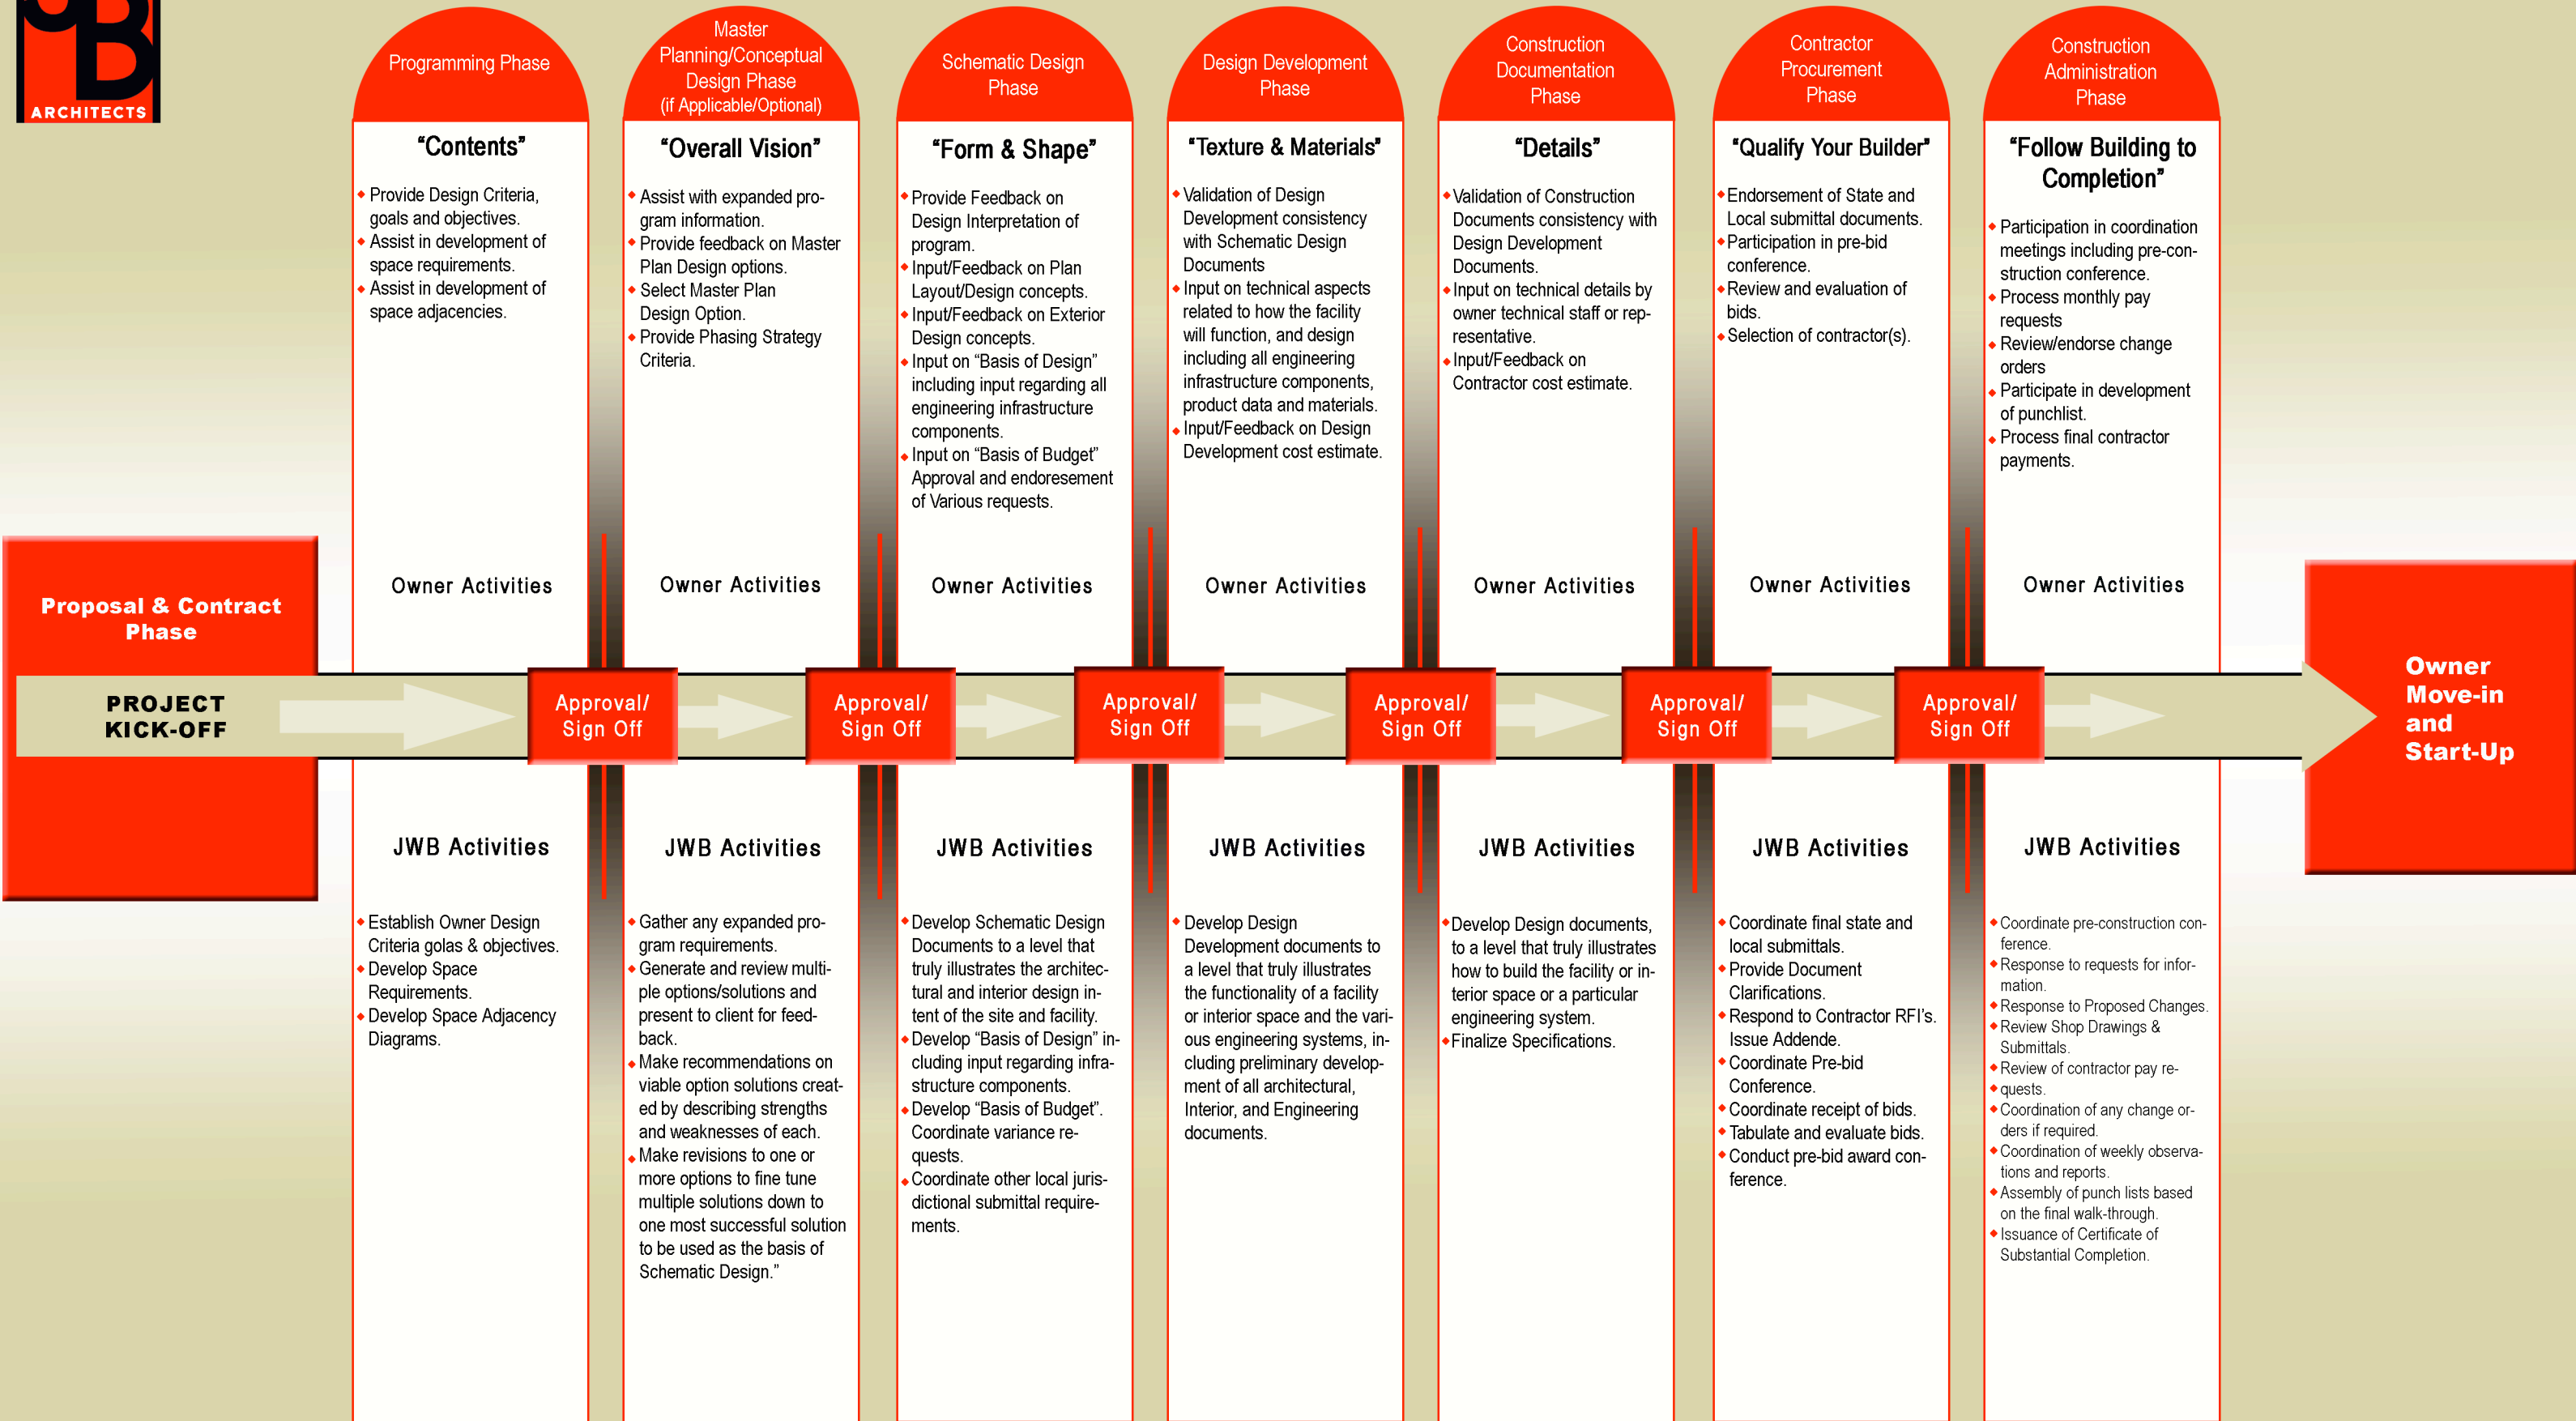 ARCHITECTS
Programming Phase
“Contents”
Provide Design Criteria,
goals and objectives.
Assist in development of
space requirements.
Assist in development of
space adjacencies.
Owner Activities
Master
Planning/Conceptual
Design Phase
(if Applicable/Optional)
“Overall Vision”
Assist with expanded pro-
gram information.
Provide feedback on Master
Plan Design options.
Select Master Plan
Design Option.
Provide Phasing Strategy
Criteria.
Owner Activities
Schematic Design
Phase
“Form & Shape”
Provide Feedback on
Design Interpretation of
program.
Input/Feedback on Plan
Layout/Design concepts.
Input/Feedback on Exterior
Design concepts.
Input on “Basis of Design”
including input regarding all
engineering infrastructure
components.
Input on “Basis of Budget”
Approval and endoresement
of Various requests.
Owner Activities
Design Development
Phase
“Texture & Materials”
Validation of Design
Development consistency
with Schematic Design
Documents
Input on technical aspects
related to how the facility
will function, and design
including all engineering
infrastructure components,
product data and materials.
Input/Feedback on Design
Development cost estimate.
Owner Activities
Construction
Documentation
Phase
“Details”
Validation of Construction
Documents consistency with
Design Development
Documents.
Input on technical details by
owner technical staff or rep-
resentative.
Input/Feedback on
Contractor cost estimate.
Owner Activities
Contractor
Procurement
Phase
“Qualify Your Builder”
Endorsement of State and
Local submittal documents.
Participation in pre-bid
conference.
Review and evaluation of
bids.
Selection of contractor(s).
Owner Activities
Construction
Administration
Phase
“Follow Building to
Completion”
Participation in coordination
meetings including pre-con-
struction conference.
Process monthly pay
requests
Review/endorse change
orders
Participate in development
of punchlist.
Process final contractor
payments.
Owner Activities
Proposal & Contract
Phase
PROJECT
KICK-OFF
Approval/
Sign Off
Approval/
Sign Off
Approval/
Sign Off
Approval/
Sign Off
Approval/
Sign Off
Approval/
Sign Off
Owner
Move-in
and
Start-Up
JWB Activities
Establish Owner Design
Criteria golas & objectives.
Develop Space
Requirements.
Develop Space Adjacency
Diagrams.
JWB Activities
Gather any expanded pro-
gram requirements.
Generate and review multi-
ple options/solutions and
present to client for feed-
back.
Make recommendations on
viable option solutions creat-
ed by describing strengths
and weaknesses of each.
Make revisions to one or
more options to fine tune
multiple solutions down to
one most successful solution
to be used as the basis of
Schematic Design.”
JWB Activities
Develop Schematic Design
Documents to a level that
truly illustrates the architec-
tural and interior design in-
tent of the site and facility.
Develop “Basis of Design” in-
cluding input regarding infra-
structure components.
Develop “Basis of Budget”.
Coordinate variance re-
quests.
Coordinate other local juris-
dictional submittal require-
ments.
JWB Activities
Develop Design
Development documents to
a level that truly illustrates
the functionality of a facility
or interior space and the vari-
ous engineering systems, in-
cluding preliminary develop-
ment of all architectural,
Interior, and Engineering
documents.
JWB Activities
Develop Design documents,
to a level that truly illustrates
how to build the facility or in-
terior space or a particular
engineering system.
Finalize Specifications.
JWB Activities
Coordinate final state and
local submittals.
Provide Document
Clarifications.
Respond to Contractor RFI's.
Issue Addende.
Coordinate Pre-bid
Conference.
Coordinate receipt of bids.
Tabulate and evaluate bids.
Conduct pre-bid award con-
ference.
JWB Activities
Coordinate pre-construction con-
ference.
Response to requests for infor-
mation.
Response to Proposed Changes.
Review Shop Drawings &
Submittals.
Review of contractor pay re-
quests.
Coordination of any change or-
ders if required.
Coordination of weekly observa-
tions and reports.
Assembly of punch lists based
on the final walk-through.
Issuance of Certificate of
Substantial Completion.